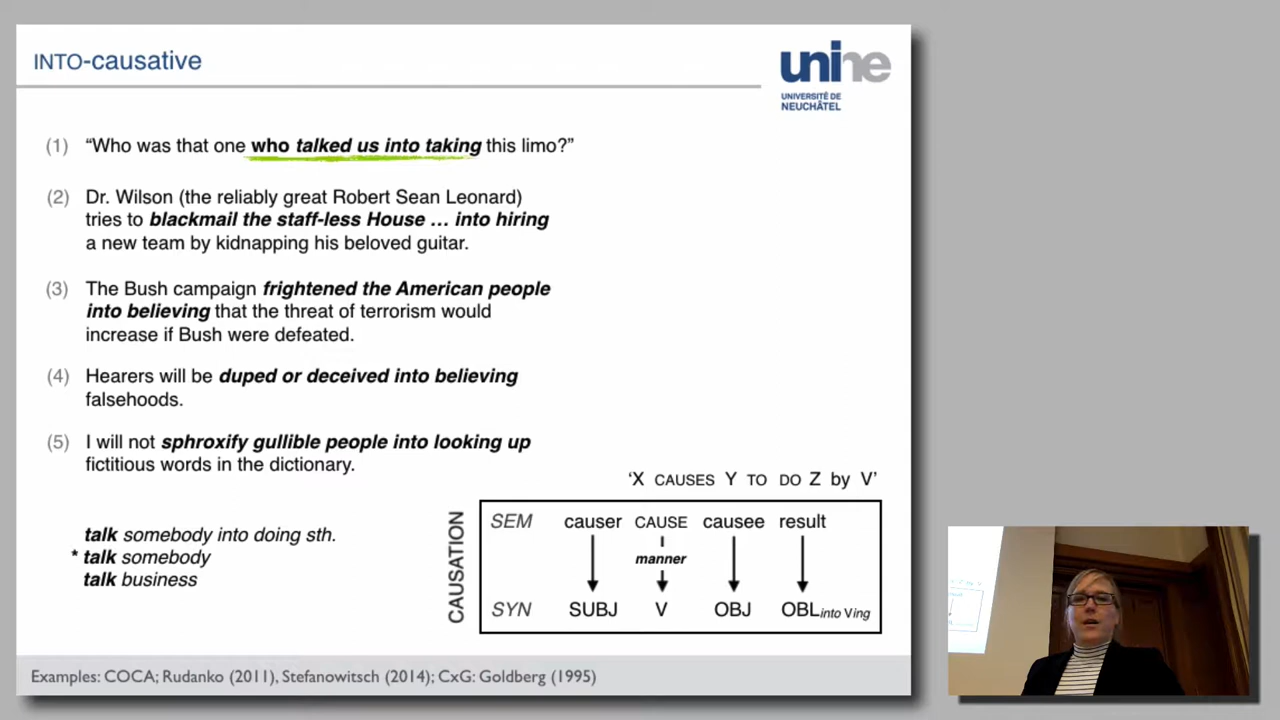 INTO-causative
unine
UNIVERSITÉ DE
NEUCHÂTEL
(1) “Who was that one who talked us into taking this limo?”
(2) Dr. Wilson (the reliably great Robert Sean Leonard)
tries to blackmail the staff-less House … into hiring
a new team by kidnapping his beloved guitar.
(3) The Bush campaign frightened the American people
into believing that the threat of terrorism would
increase if Bush were defeated.
(4) Hearers will be duped or deceived into believing
falsehoods.
(5) I will not sphroxify gullible people into looking up
fictitious words in the dictionary.
talk somebody into doing sth.
* talk somebody
talk business
‘X CAUSES Y TO DO Z by V’
CAUSATION
SEM causer CAUSE causee result
manner
SYN SUBJ V OBJ OBLinto Ving
Examples: COCA; Rudanko (2011), Stefanowitsch (2014); CxG: Goldberg (1995)